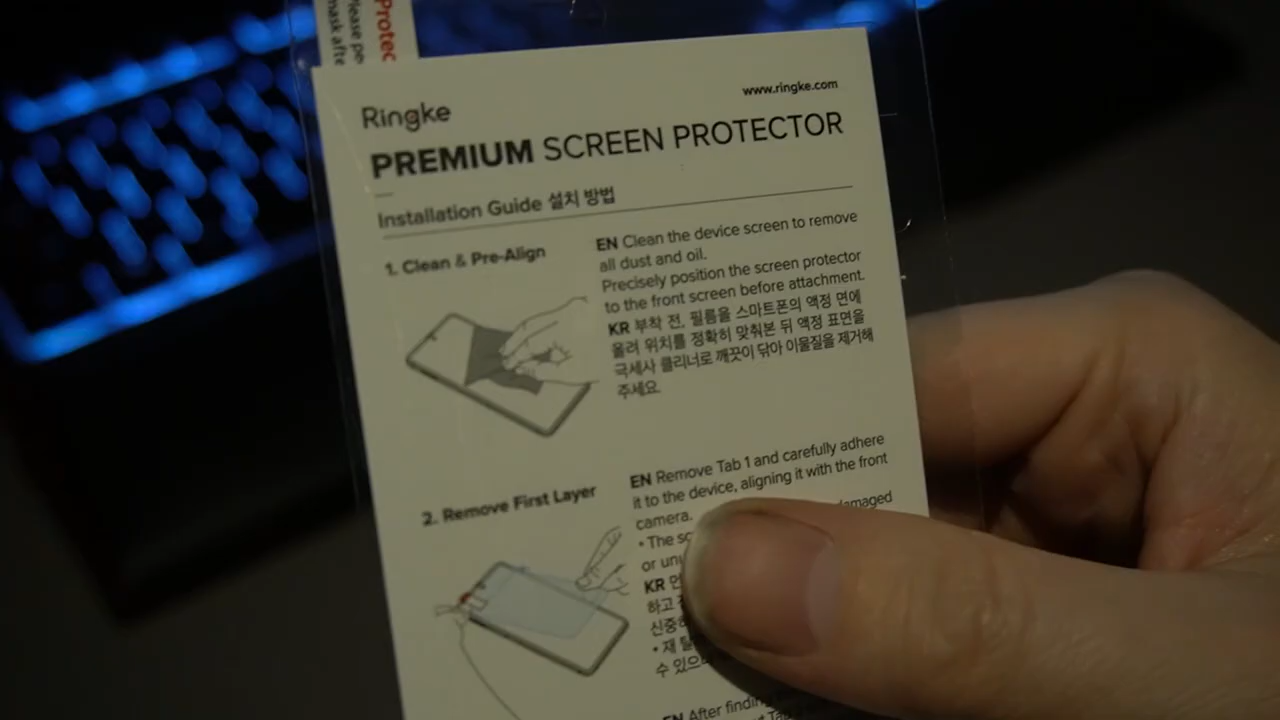 Protec
Please pe
mask afte
www.ringke.com
Ringke
PREMIUM SCREEN PROTECTOR
Installation Guide 설치 방법
1. Clean & Pre-Align
EN Clean the device screen to remove
all dust and oil.
Precisely position the screen protector
to the front screen before attachment.
KR 부착 전, 필름을 스마트폰의 액정 면에
올려 위치를 정확히 맞춰본 뒤 액정 표면을
극세사 클리너로 깨끗이 닦아 이물질을 제거해
주세요.
2. Remove First Layer
EN Remove Tab 1 and carefully adhere
it to the device, aligning it with the front
camera.
• The sc
damaged
or unu
KR 먼
하고
신중히
• 재 탈
수 있으
EN After findin